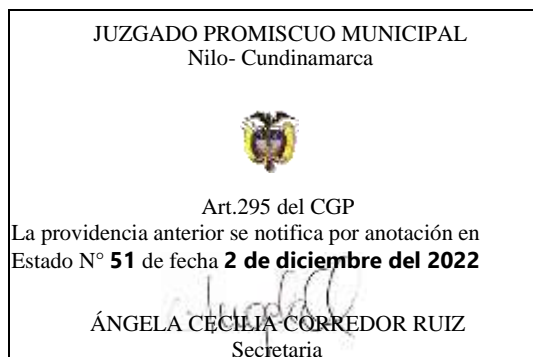 JUZGADO PROMISCUO MUNICIPAL
Nilo- Cundinamarca
Art.295 del CGP
La providencia anterior se notifica por anotación en
Estado N° 51 de fecha 2 de diciembre del 2022
ÁNGELA CECILIA CORREDOR RUIZ
Secretaria